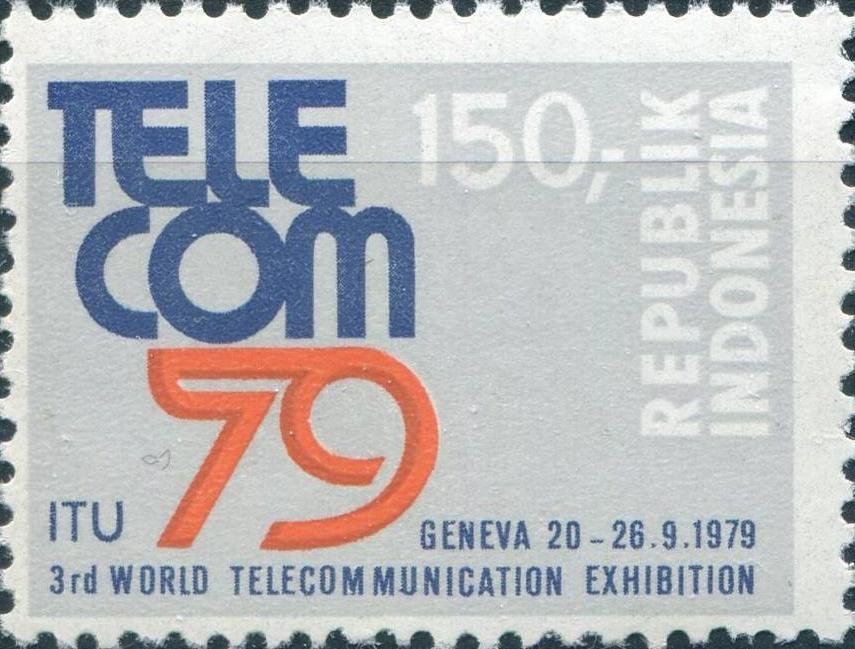 TELE
COM
79
150,-
REPUBLIK
INDONESIA
ITU
GENEVA 20-26.9.1979
3rd WORLD TELECOMMUNICATION EXHIBITION